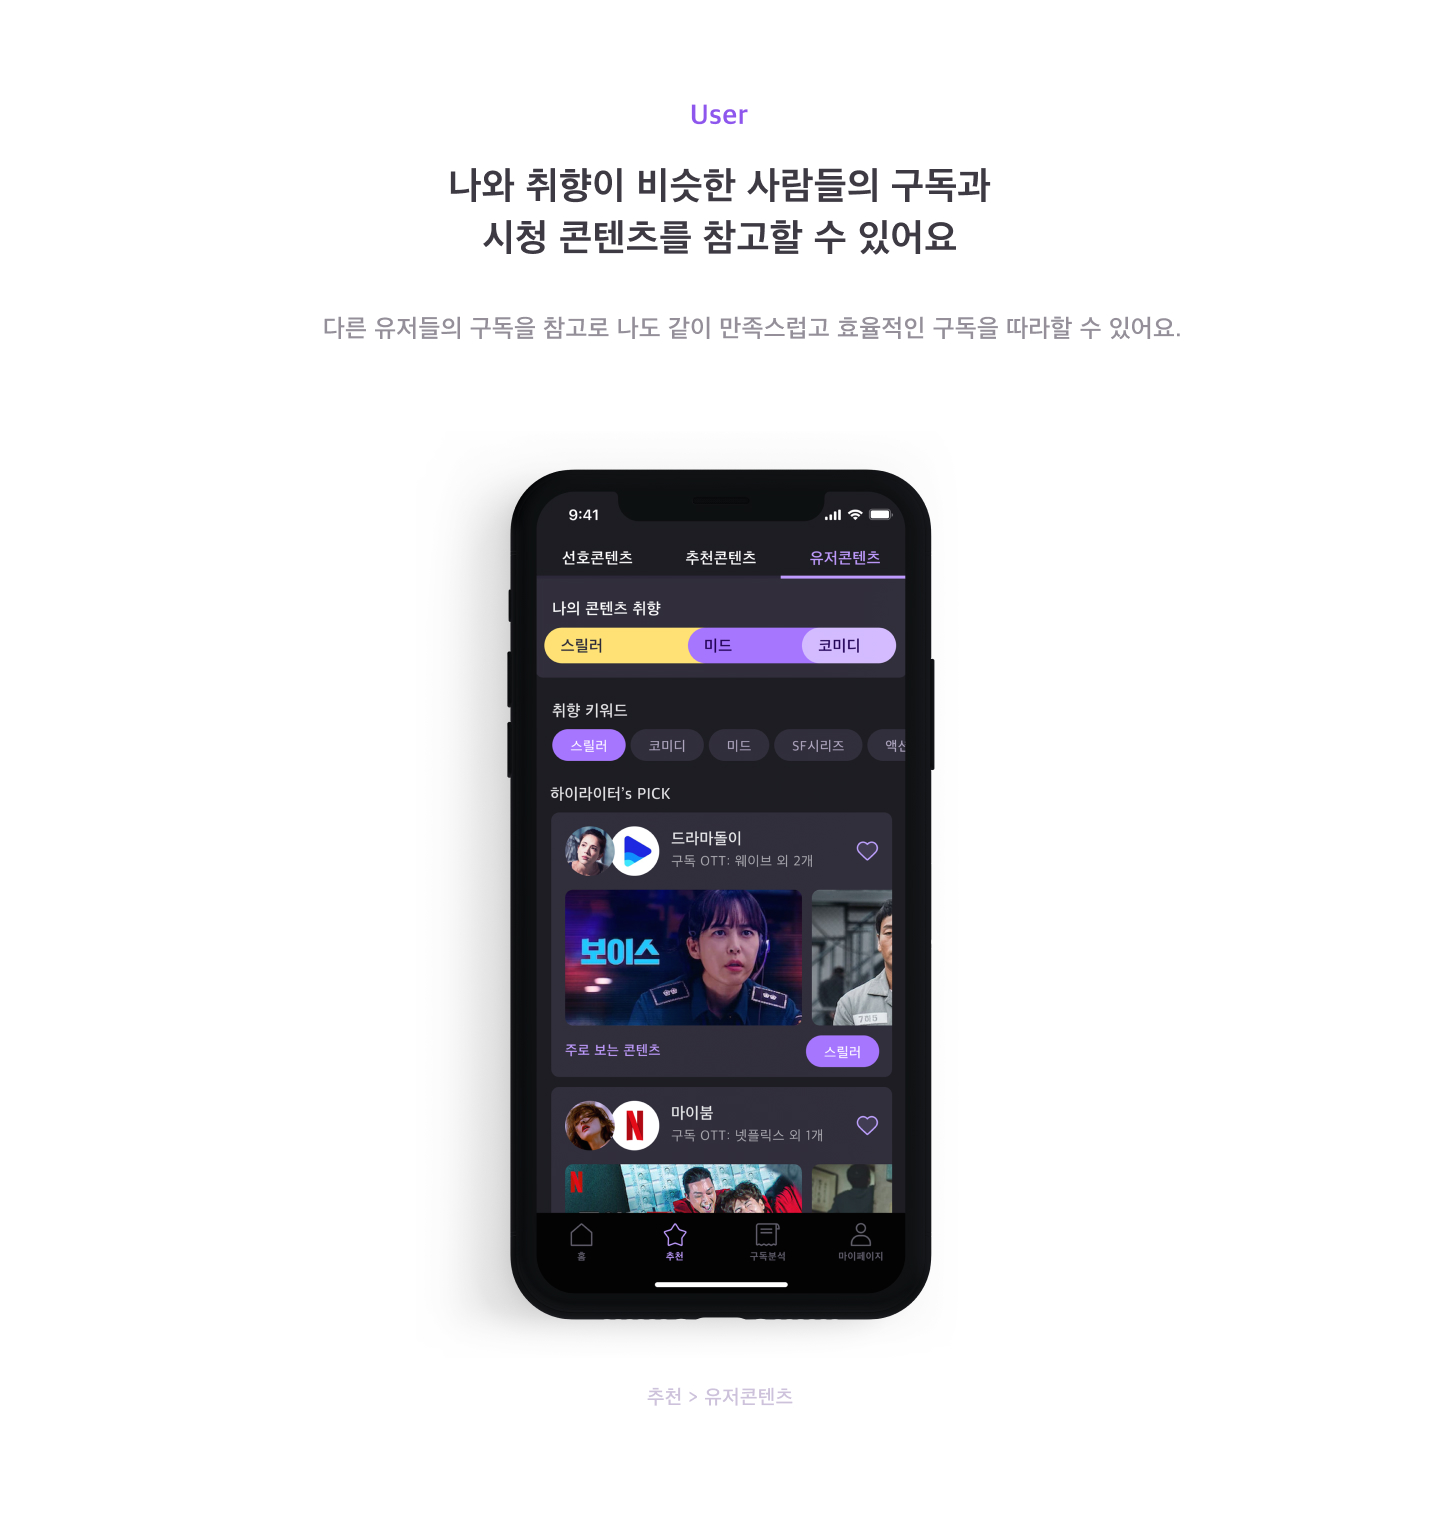 User
나와 취향이 비슷한 사람들의 구독과
시청 콘텐츠를 참고할 수 있어요
다른 유저들의 구독을 참고로 나도 같이 만족스럽고 효율적인 구독을 따라할 수 있어요.
9:41
선호콘텐츠 추천콘텐츠 유저콘텐츠
나의 콘텐츠 취향
스릴러 미드 코미디
취향 키워드
스릴러 코미디 미드 SF시리즈 액션
하이라이터's PICK
드라마돌이
구독 OTT: 웨이브 외 2개
보이스
주로 보는 콘텐츠 스릴러
N 마이붐
구독 OTT: 넷플릭스 외 1개
N
홈 추천 구독분석 마이페이지
추천 > 유저콘텐츠